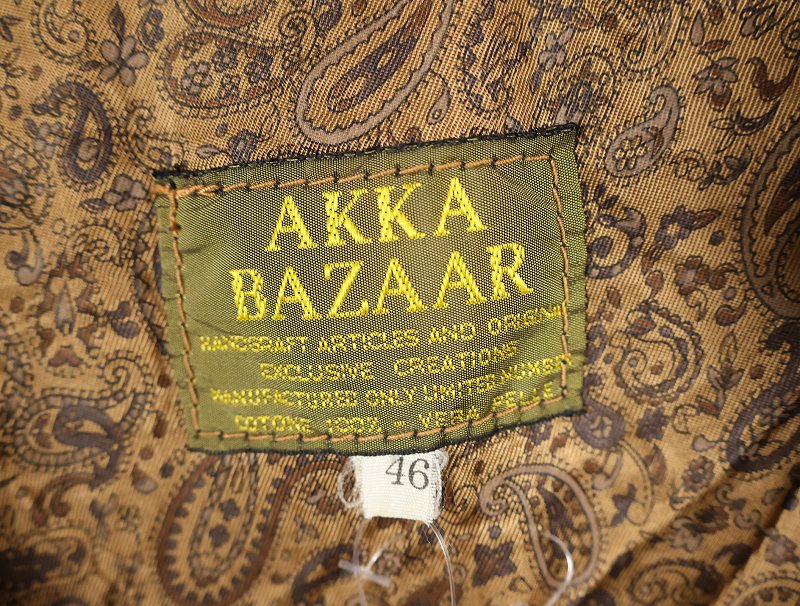 AKKA
BAZAAR
HANDCRAFT ARTICLES AND ORIGINAL
EXCLUSIVE CREATIONS
MANUFACTURED ONLY LIMITED NUMBER
COTONE 100% - VERA PELLE
46